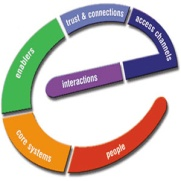 trust & connections
access channels
enablers
interactions
core systems
people